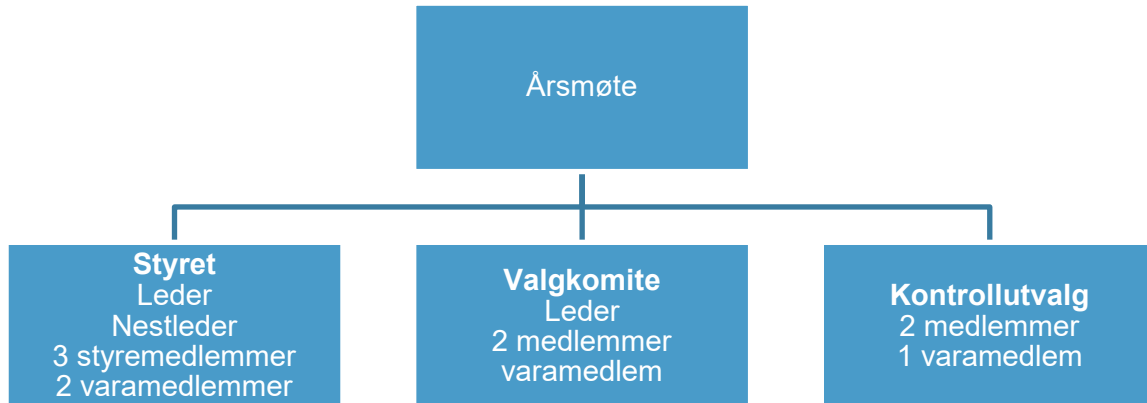 Årsmøte
Styret
Leder
Nestleder
3 styremedlemmer
2 varamedlemmer
Valgkomite
Leder
2 medlemmer
varamedlem
Kontrollutvalg
2 medlemmer
1 varamedlem